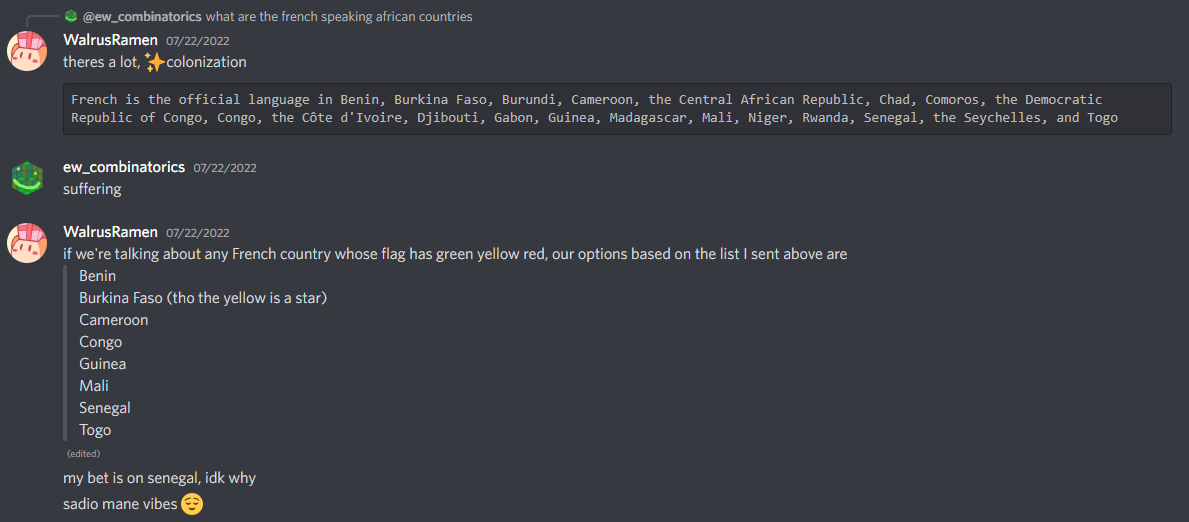 @ew_combinatorics what are the french speaking african countries
WalrusRamen 07/22/2022
theres a lot, ✨colonization
French is the official language in Benin, Burkina Faso, Burundi, Cameroon, the Central African Republic, Chad, Comoros, the Democratic
Republic of Congo, Congo, the Côte d'Ivoire, Djibouti, Gabon, Guinea, Madagascar, Mali, Niger, Rwanda, Senegal, the Seychelles, and Togo
ew_combinatorics 07/22/2022
suffering
WalrusRamen 07/22/2022
if we're talking about any French country whose flag has green yellow red, our options based on the list I sent above are
Benin
Burkina Faso (tho the yellow is a star)
Cameroon
Congo
Guinea
Mali
Senegal
Togo
(edited)
my bet is on senegal, idk why
sadio mane vibes 😌